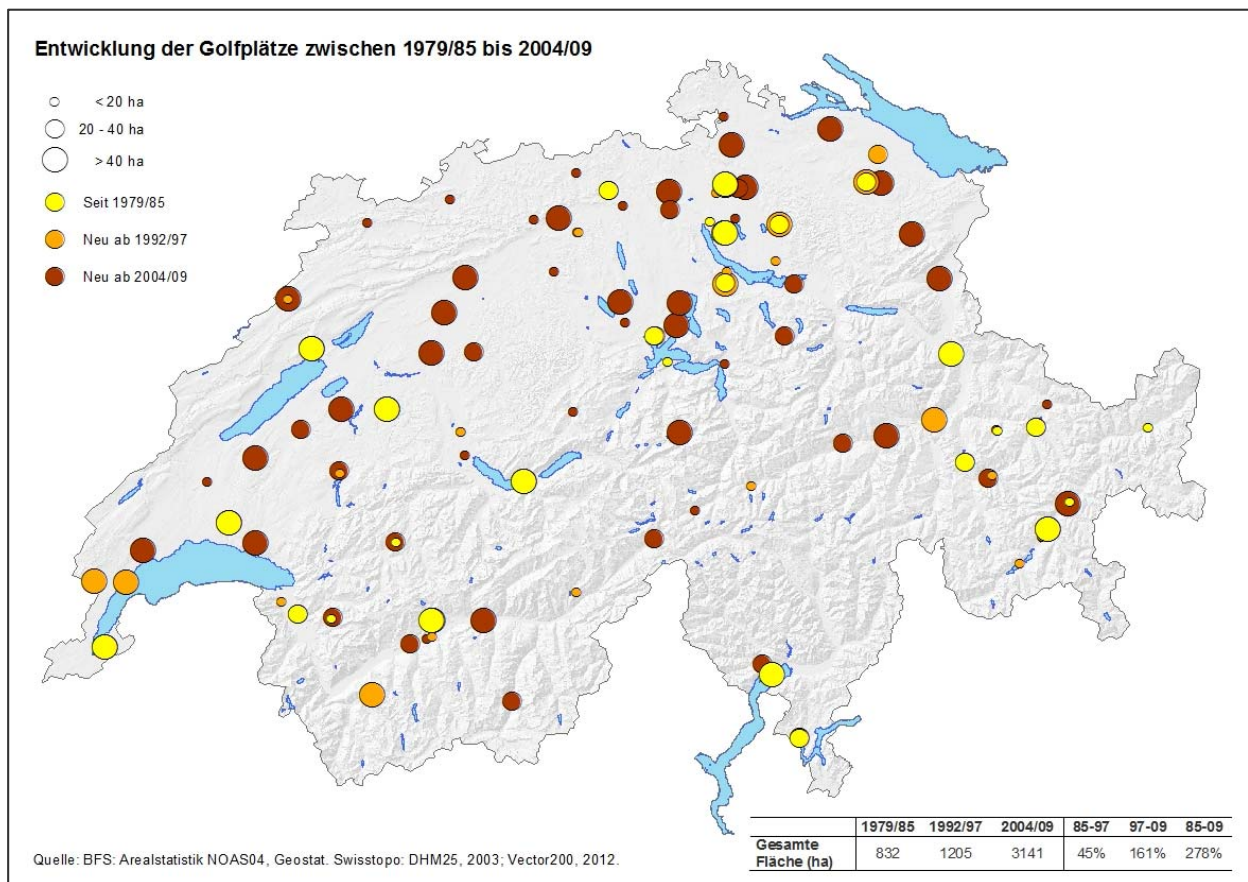 Entwicklung der Golfplätze zwischen 1979/85 bis 2004/09
< 20 ha
20 - 40 ha
> 40 ha
Seit 1979/85
Neu ab 1992/97
Neu ab 2004/09
1979/85 1992/97 2004/09 85-97 97-09 85-09
Gesamte
Fläche (ha) 832 1205 3141 45% 161% 278%
Quelle: BFS: Arealstatistik NOAS04, Geostat. Swisstopo: DHM25, 2003; Vector200, 2012.